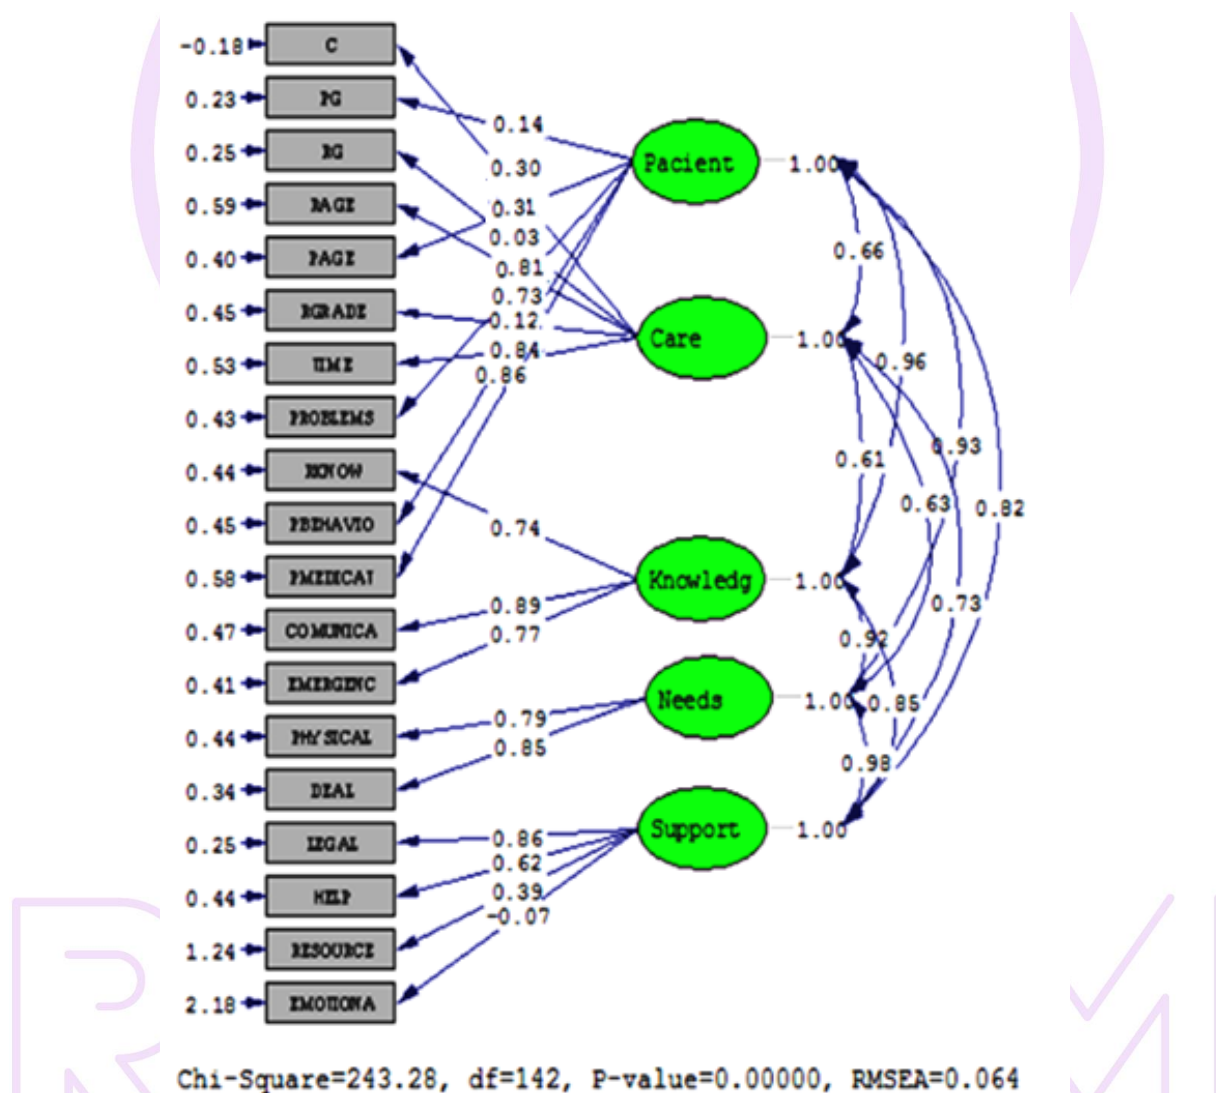 -0.18 C
0.23 PG
0.14
Pacient 1.00
0.25 RG
0.30
0.59 RAGE
0.31
0.03
0.66
0.40 PAGE
0.81
0.73
0.45 RGRADE
0.12
Care 1.00
0.53 TIME
0.84
0.86
0.96
0.43 PROBLEMS
0.93
0.44 RKNOW
0.61
0.63
0.82
0.45 PBEHAVIO
0.74
0.58 PMEDICAT
Knowledg 1.00
0.89
0.73
0.47 COMUNICA
0.77
0.92
0.41 EMERGENC
Needs 1.00
0.85
0.79
0.44 PHYSICAL
0.85
0.98
0.34 DEAL
Support 1.00
0.25 LEGAL
0.86
0.62
0.44 HELP
0.39
-0.07
1.24 RESOURCE
2.18 EMOTIONA
Chi-Square=243.28, df=142, P-value=0.00000, RMSEA=0.064